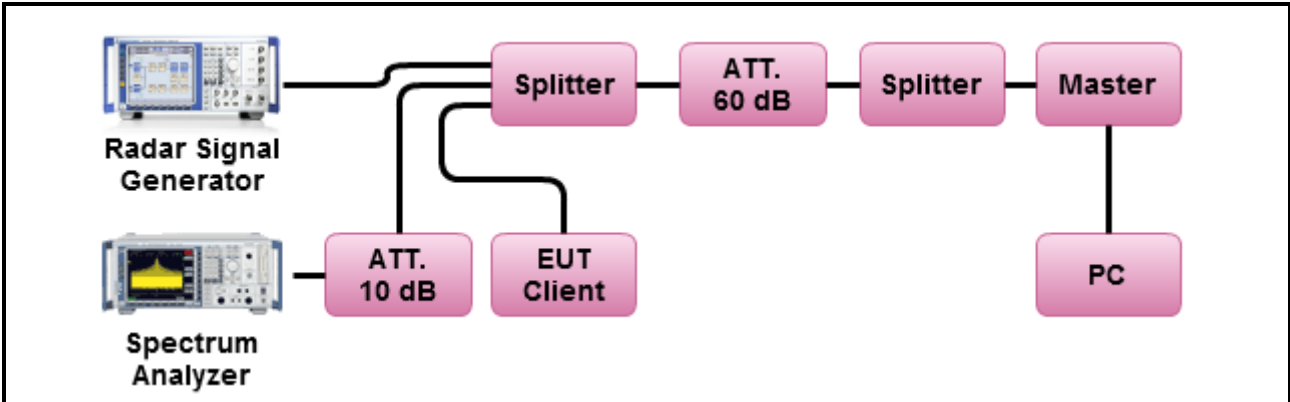 Radar Signal
Generator
Splitter
ATT.
60 dB
Splitter
Master
Spectrum
Analyzer
ATT.
10 dB
EUT
Client
PC